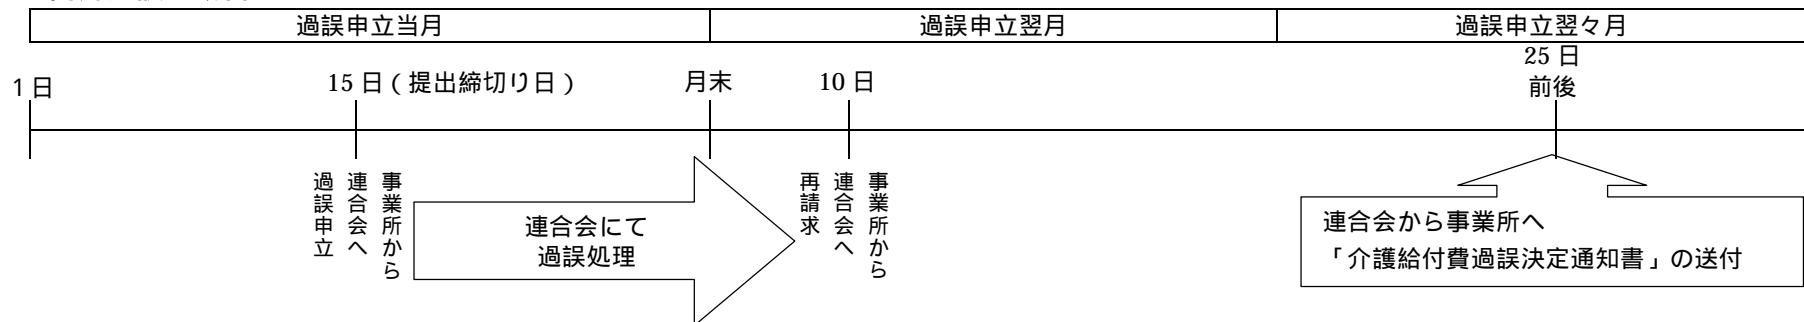 過誤申立当月
過誤申立翌月
過誤申立翌々月
1日
15日(提出締切り日)
月末
10日
25日
前後
事業所から
連合会へ
過誤申立
連合会にて
過誤処理
事業所から
連合会へ
再請求
連合会から事業所へ
「介護給付費過誤決定通知書」の送付